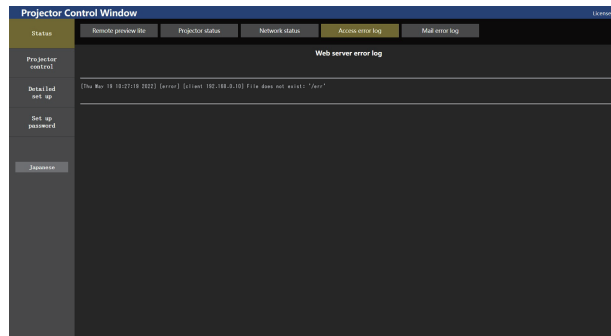 Projector Control Window
License
Status
Remote preview lite
Projector status
Network status
Access error log
Mail error log
Projector
control
Detailed
set up
Set up
password
Japanese
Web server error log
[Thu May 19 10:27:19 2022] [error] [client 192.168.0.10] File does not exist: '/err'